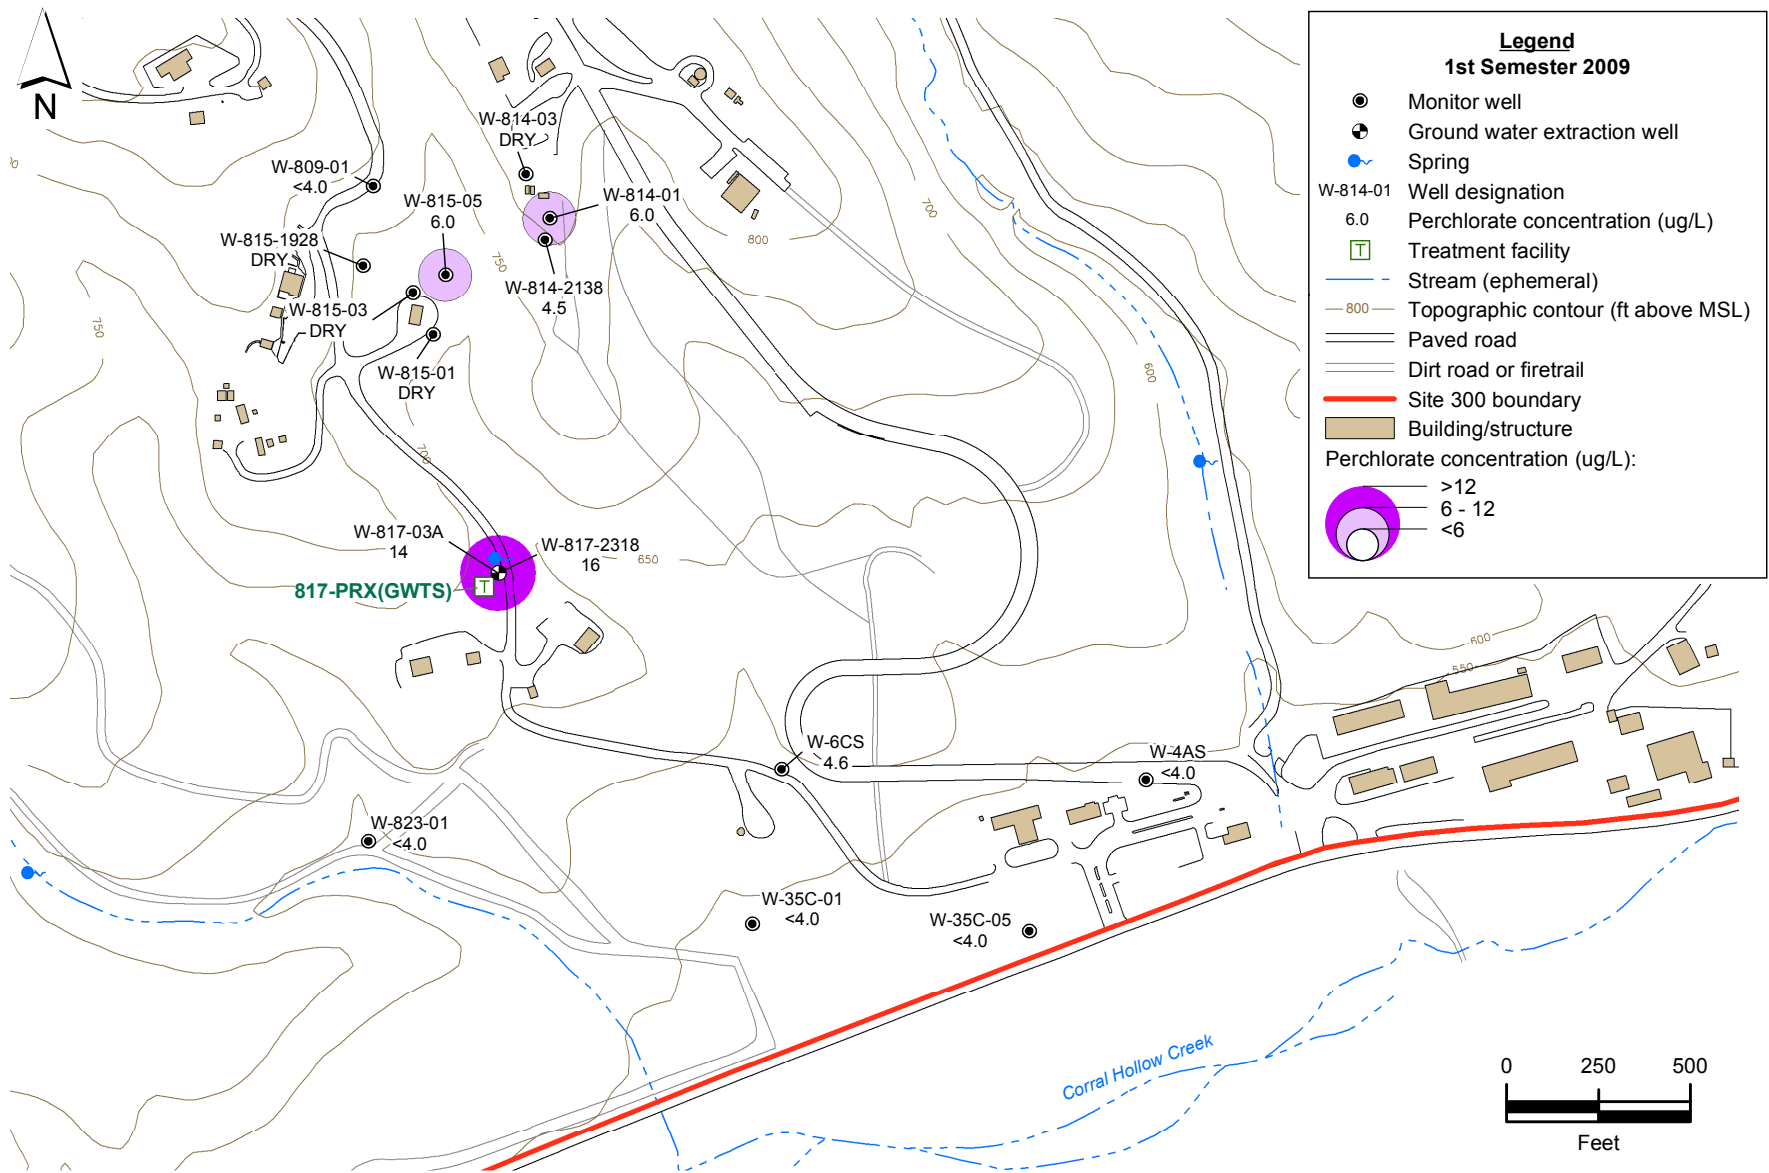 N
W-814-03
DRY
W-809-01
<4.0
W-815-05
6.0
W-814-01
6.0
W-815-1928
DRY
W-814-2138
4.5
W-815-03
DRY
W-815-01
DRY
750
750
800
700
600
700
W-817-03A
14
W-817-2318
16
650
817-PRX(GWTS)
600
550
W-6CS
4.6
W-4AS
<4.0
W-823-01
<4.0
W-35C-01
<4.0
W-35C-05
<4.0
Corral Hollow Creek
Legend
1st Semester 2009
Monitor well
Ground water extraction well
Spring
W-814-01 Well designation
6.0 Perchlorate concentration (ug/L)
T Treatment facility
Stream (ephemeral)
800 Topographic contour (ft above MSL)
Paved road
Dirt road or firetrail
Site 300 boundary
Building/structure
Perchlorate concentration (ug/L):
>12
6 - 12
<6
T
0 250 500
Feet